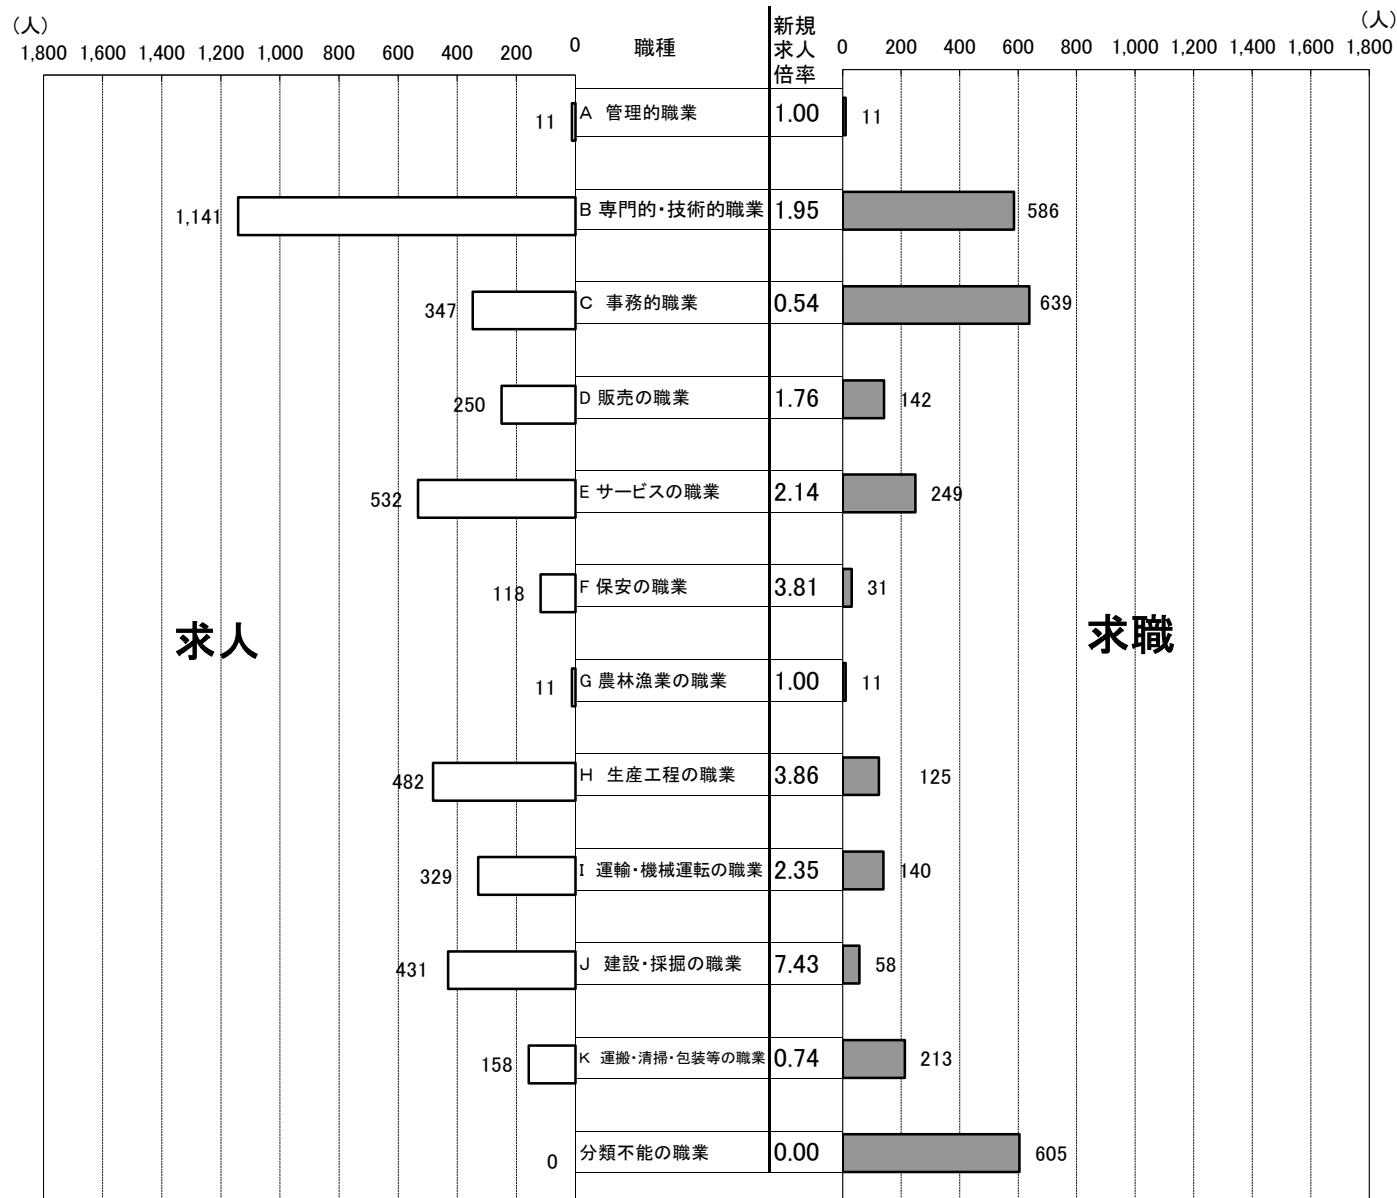 (人)
1,800 1,600 1,400 1,200 1,000 800 600 400 200 0 職種 新規求人倍率 0 200 400 600 800 1,000 1,200 1,400 1,600 1,800
(人)
11 A 管理的職業 1.00 11
1,141 B 専門的・技術的職業 1.95 586
347 C 事務的職業 0.54 639
250 D 販売の職業 1.76 142
532 E サービスの職業 2.14 249
118 F 保安の職業 3.81 31
求人
求職
11 G 農林漁業の職業 1.00 11
482 H 生産工程の職業 3.86 125
329 I 運輸・機械運転の職業 2.35 140
431 J 建設・採掘の職業 7.43 58
158 K 運搬・清掃・包装等の職業 0.74 213
0 分類不能の職業 0.00 605